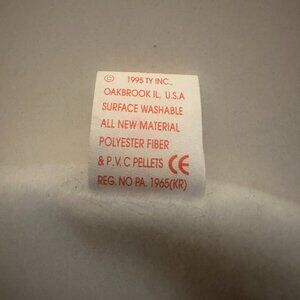 © 1995 TY INC.,
OAKBROOK IL, U.S.A
SURFACE WASHABLE
ALL NEW MATERIAL
POLYESTER FIBER
& P.V.C PELLETS CE
REG. NO PA. 1965(KR)